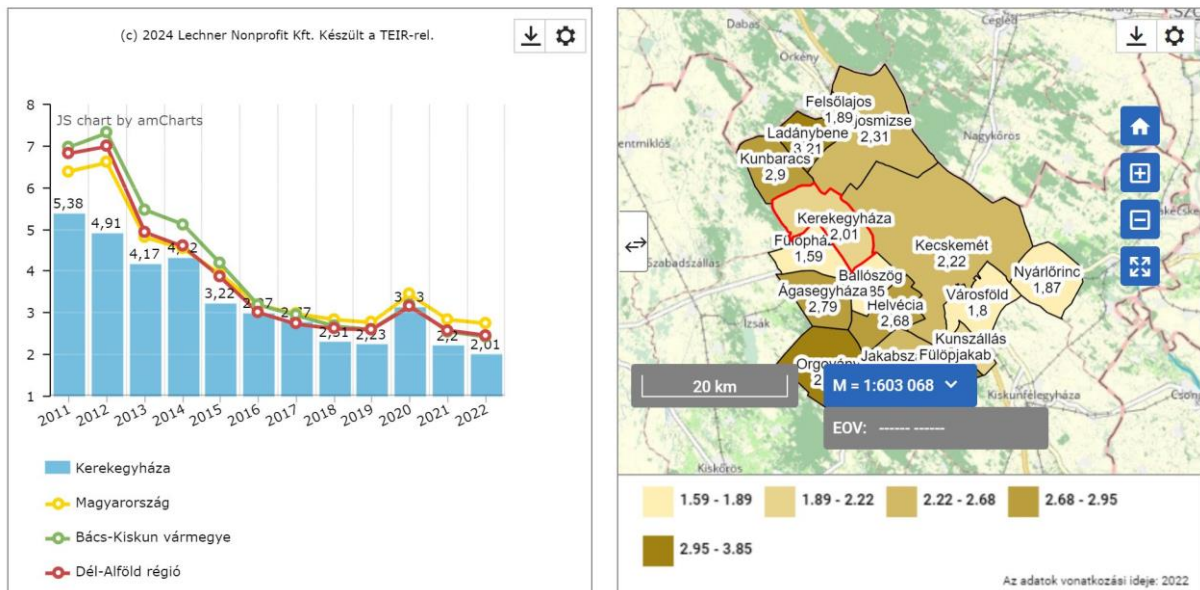 (c) 2024 Lechner Nonprofit Kft. Készült a TEIR-rel.
JS chart by amCharts
8
7
6
5
4
3
2
1
5,38
4,91
4,17
3,22
2,31
2,23
2,2
2,01
2011
2012
2013
2014
2015
2016
2017
2018
2019
2020
2021
2022
Kerekegyháza
Magyarország
Bács-Kiskun vármegye
Dél-Alföld régió
Dabas
Cegléd
Örkény
Felsőlajos
1,89
2,31
Ladánybene
3,21
Nagykőrös
Kunbaracs
2,9
Kerekegyháza
2,01
1,59
Kecskemét
2,22
Szabadszállás
Nyárlőrinc
1,87
Ballószög
Ágasegyháza
2,79
Helvécia
2,68
Városföld
1,8
Izsák
Kunszállás
Fülöpjakab
20 km
M = 1:603 068
Kiskunfélegyháza
EOV: ------ ------
Kiskőrös
1.59 - 1.89
1.89 - 2.22
2.22 - 2.68
2.68 - 2.95
2.95 - 3.85
Az adatok vonatkozási ideje: 2022